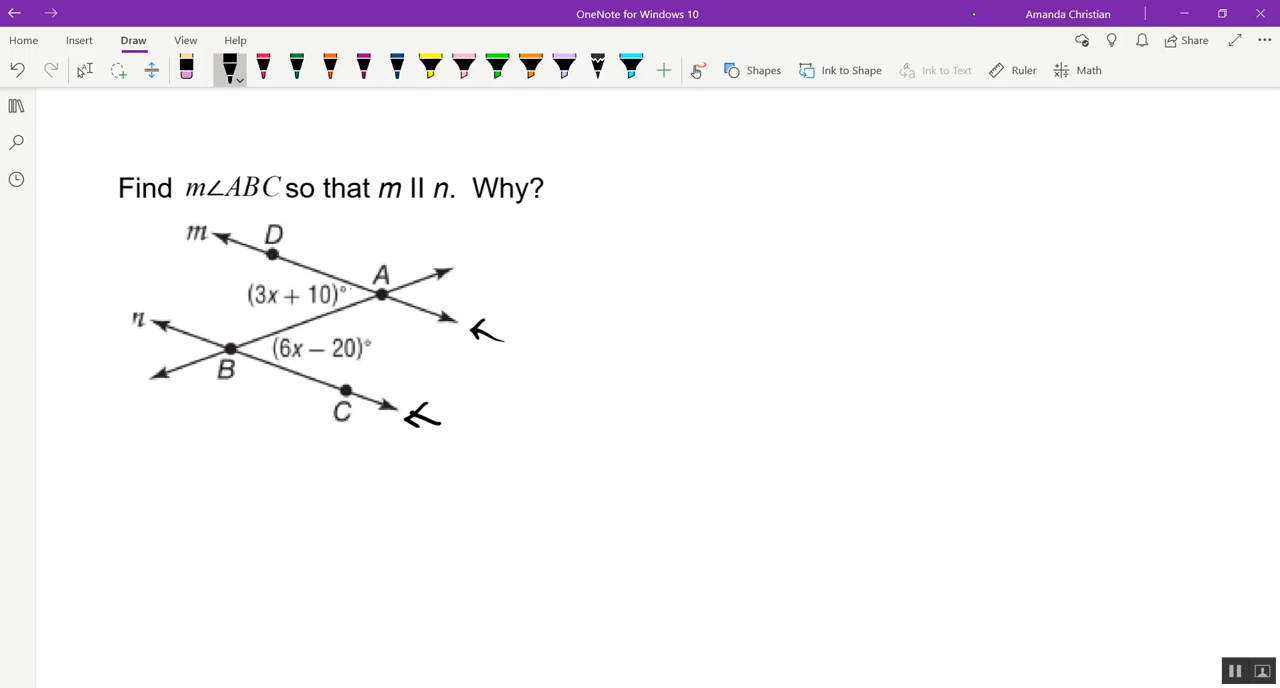 OneNote for Windows 10
Amanda Christian
Home Insert Draw View Help
Share
Shapes Ink to Shape Ink to Text Ruler Math
Find m∠ABC so that m ll n. Why?
m D
A
(3x + 10)°
n
(6x – 20)°
B
C